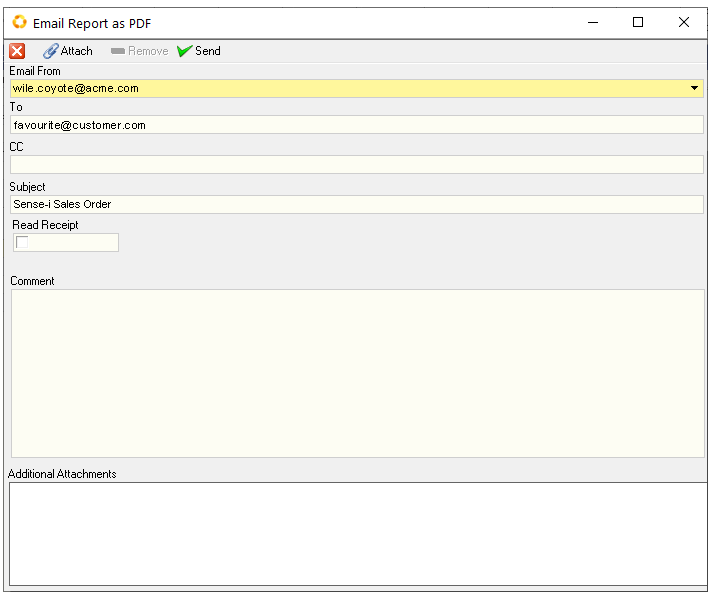 Email Report as PDF
Attach Remove Send
Email From
wile.coyote@acme.com
To
favourite@customer.com
CC
Subject
Sense-i Sales Order
Read Receipt
Comment
Additional Attachments